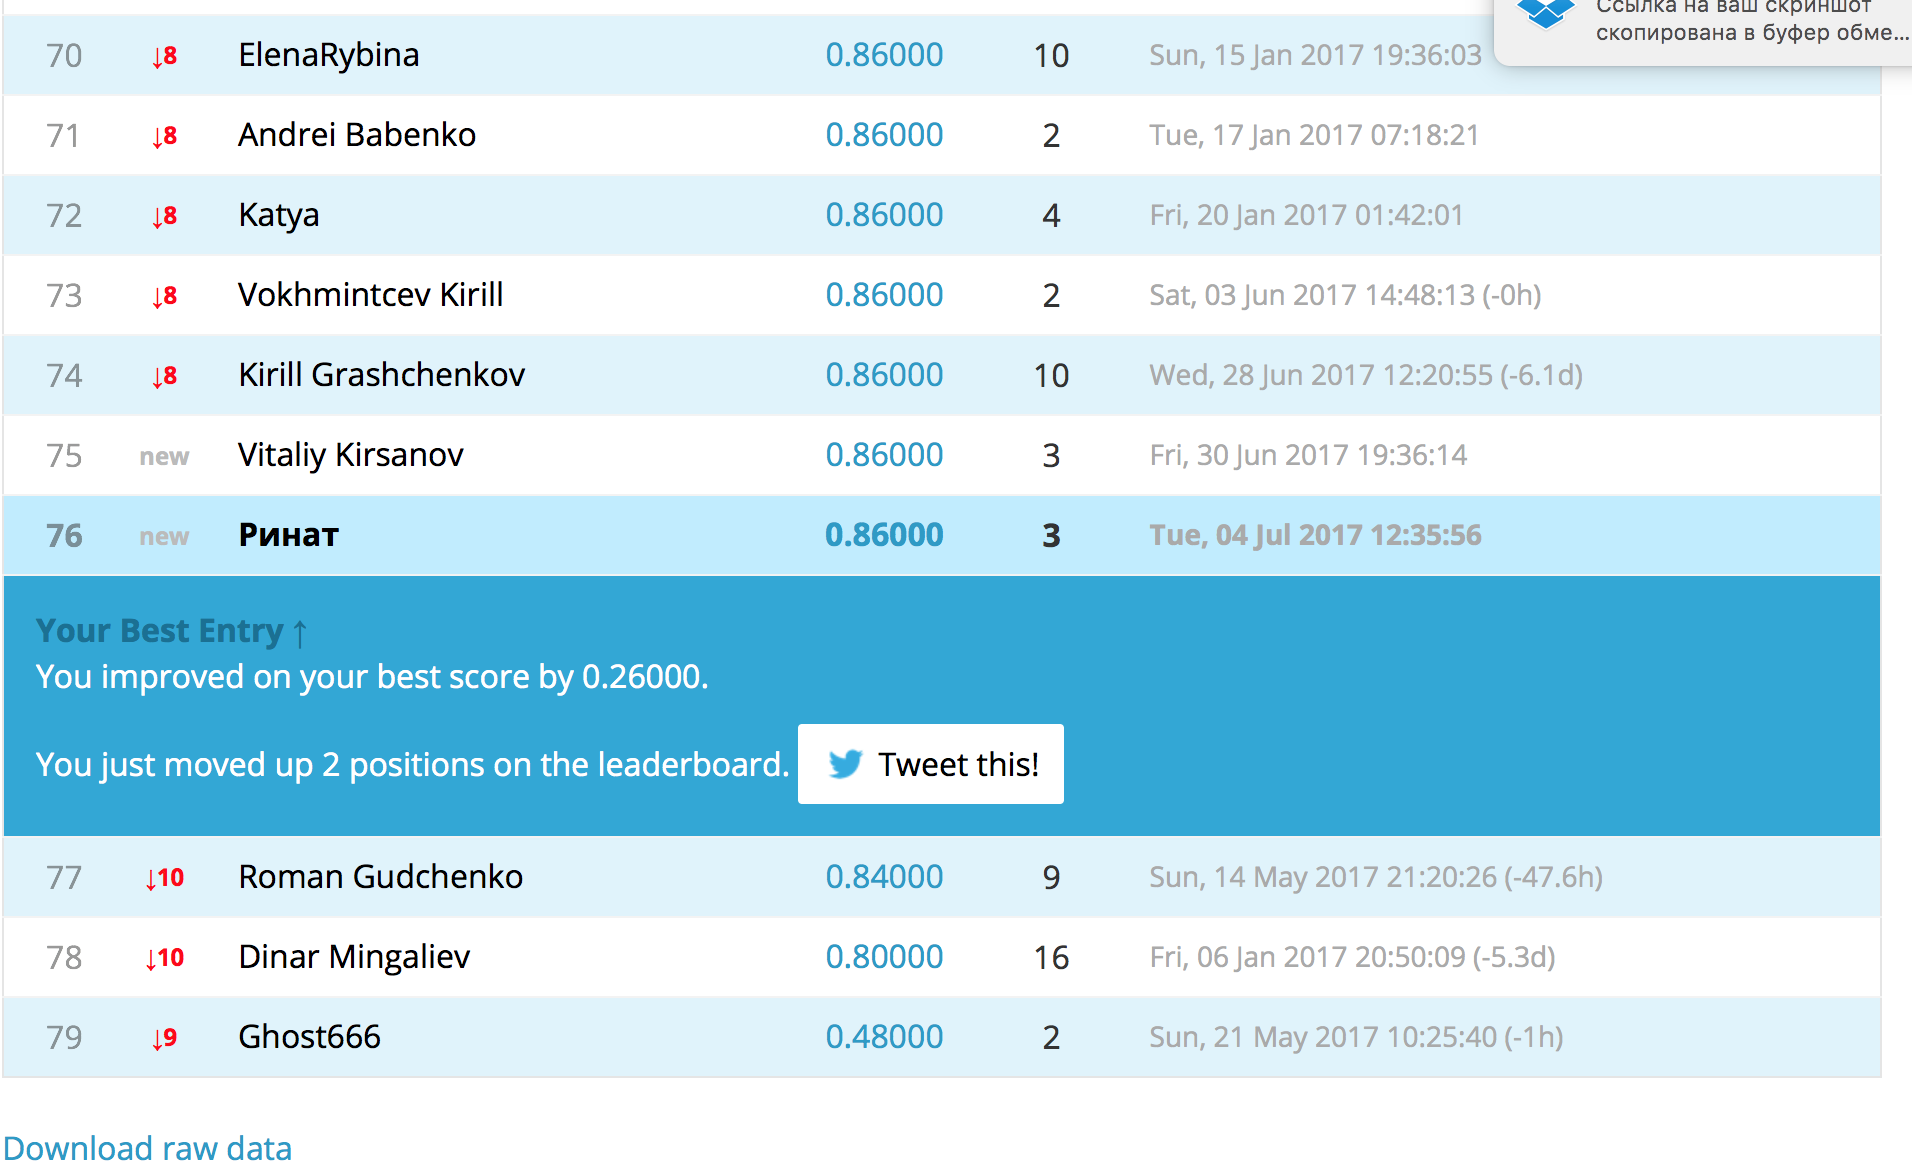 Ссылка на ваш скриншот
скопирована в буфер обме...
70 ↓8 ElenaRybina 0.86000 10 Sun, 15 Jan 2017 19:36:03
71 ↓8 Andrei Babenko 0.86000 2 Tue, 17 Jan 2017 07:18:21
72 ↓8 Katya 0.86000 4 Fri, 20 Jan 2017 01:42:01
73 ↓8 Vokhmintcev Kirill 0.86000 2 Sat, 03 Jun 2017 14:48:13 (-0h)
74 ↓8 Kirill Grashchenkov 0.86000 10 Wed, 28 Jun 2017 12:20:55 (-6.1d)
75 new Vitaliy Kirsanov 0.86000 3 Fri, 30 Jun 2017 19:36:14
76 new Ринат 0.86000 3 Tue, 04 Jul 2017 12:35:56
Your Best Entry ↑
You improved on your best score by 0.26000.
You just moved up 2 positions on the leaderboard. Tweet this!
77 ↓10 Roman Gudchenko 0.84000 9 Sun, 14 May 2017 21:20:26 (-47.6h)
78 ↓10 Dinar Mingaliev 0.80000 16 Fri, 06 Jan 2017 20:50:09 (-5.3d)
79 ↓9 Ghost666 0.48000 2 Sun, 21 May 2017 10:25:40 (-1h)
Download raw data